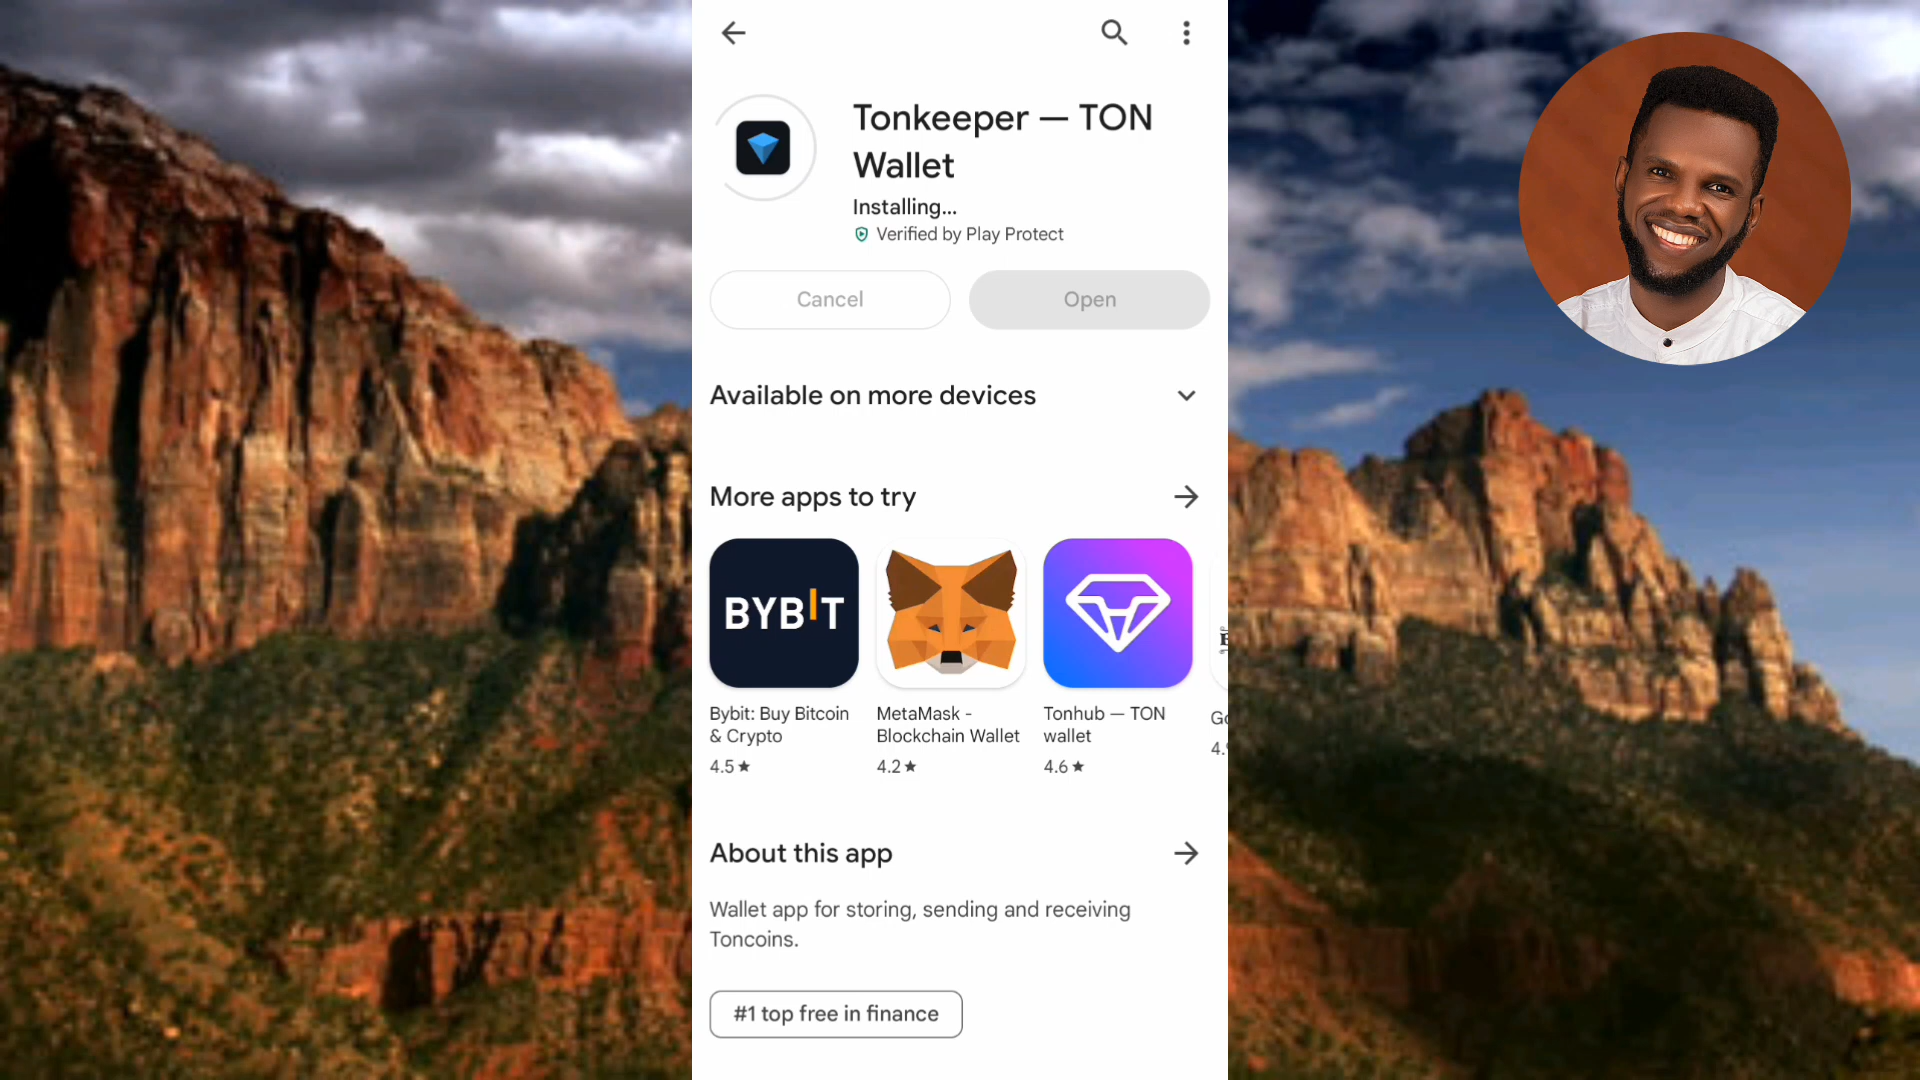 Tonkeeper — TON
Wallet
Installing...
Verified by Play Protect
Cancel
Open
Available on more devices
More apps to try
BYBIT
Bybit: Buy Bitcoin
& Crypto
4.5 ★
MetaMask -
Blockchain Wallet
4.2 ★
Tonhub — TON
wallet
4.6 ★
About this app
Wallet app for storing, sending and receiving
Toncoins.
#1 top free in finance